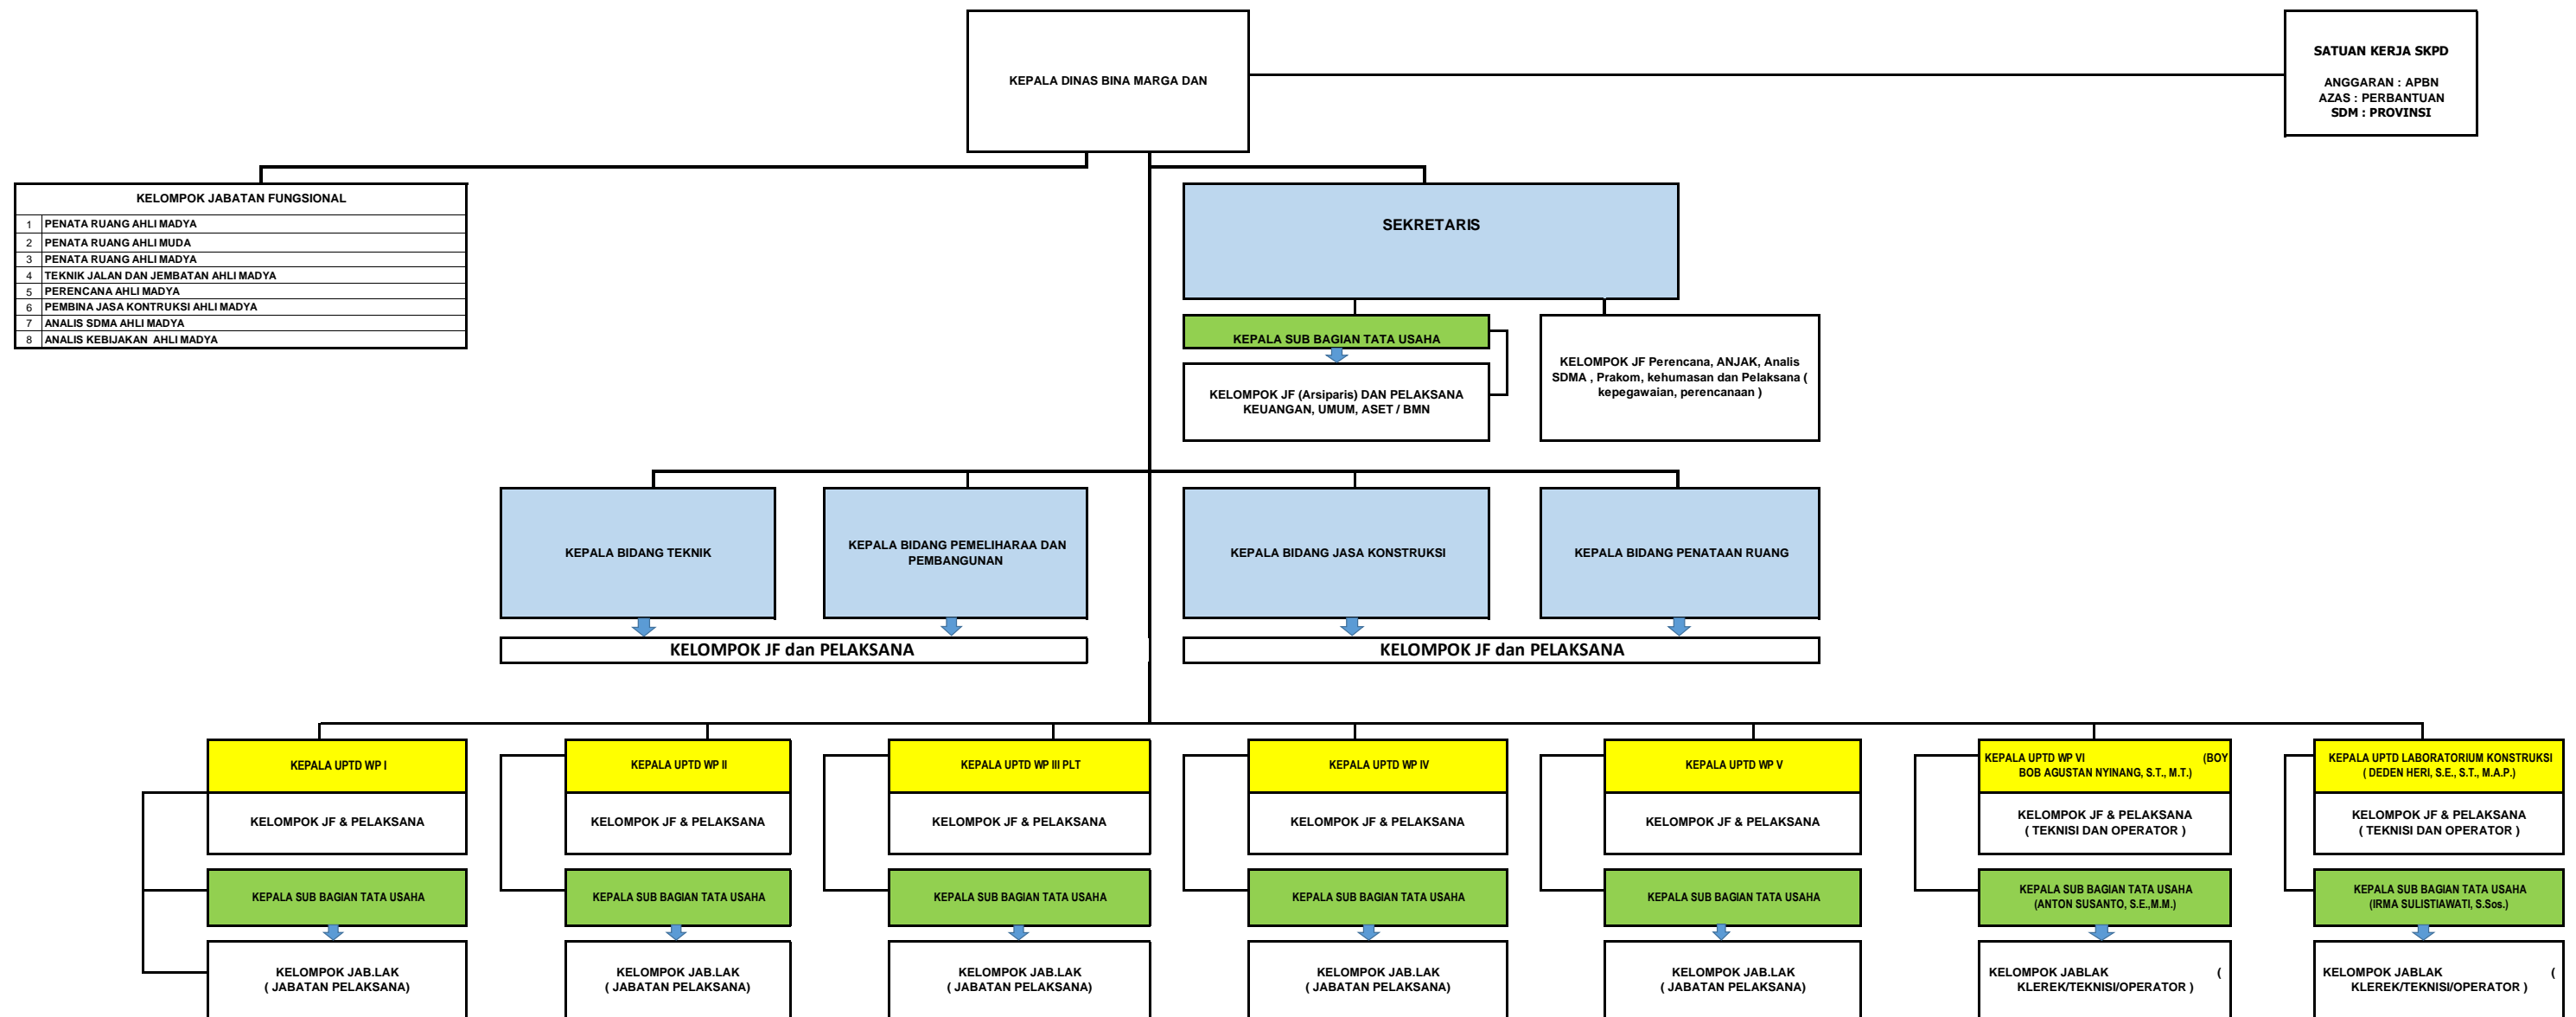 KEPALA DINAS BINA MARGA DAN
SATUAN KERJA SKPD
ANGGARAN : APBN
AZAS : PERBANTUAN
SDM : PROVINSI
KELOMPOK JABATAN FUNGSIONAL
1 PENATA RUANG AHLI MADYA
2 PENATA RUANG AHLI MUDA
3 PENATA RUANG AHLI MADYA
4 TEKNIK JALAN DAN JEMBATAN AHLI MADYA
5 PERENCANA AHLI MADYA
6 PEMBINA JASA KONTRUKSI AHLI MADYA
7 ANALIS SDMA AHLI MADYA
8 ANALIS KEBIJAKAN AHLI MADYA
SEKRETARIS
KEPALA SUB BAGIAN TATA USAHA
KELOMPOK JF (Arsiparis) DAN PELAKSANA
KEUANGAN, UMUM, ASET / BMN
KELOMPOK JF Perencana, ANJAK, Analis
SDMA , Prakom, kehumasan dan Pelaksana (
kepegawaian, perencanaan )
KEPALA BIDANG TEKNIK
KEPALA BIDANG PEMELIHARAA DAN
PEMBANGUNAN
KEPALA BIDANG JASA KONSTRUKSI
KEPALA BIDANG PENATAAN RUANG
KELOMPOK JF dan PELAKSANA
KELOMPOK JF dan PELAKSANA
KEPALA UPTD WP I
KELOMPOK JF & PELAKSANA
KEPALA SUB BAGIAN TATA USAHA
KELOMPOK JAB.LAK
( JABATAN PELAKSANA)
KEPALA UPTD WP II
KELOMPOK JF & PELAKSANA
KEPALA SUB BAGIAN TATA USAHA
KELOMPOK JAB.LAK
( JABATAN PELAKSANA)
KEPALA UPTD WP III PLT
KELOMPOK JF & PELAKSANA
KEPALA SUB BAGIAN TATA USAHA
KELOMPOK JAB.LAK
( JABATAN PELAKSANA)
KEPALA UPTD WP IV
KELOMPOK JF & PELAKSANA
KEPALA SUB BAGIAN TATA USAHA
KELOMPOK JAB.LAK
( JABATAN PELAKSANA)
KEPALA UPTD WP V
KELOMPOK JF & PELAKSANA
KEPALA SUB BAGIAN TATA USAHA
KELOMPOK JAB.LAK
( JABATAN PELAKSANA)
KEPALA UPTD WP VI (BOY
BOB AGUSTAN NYINANG, S.T., M.T.)
KELOMPOK JF & PELAKSANA
( TEKNISI DAN OPERATOR )
KEPALA SUB BAGIAN TATA USAHA
(ANTON SUSANTO, S.E.,M.M.)
KELOMPOK JABLAK (
KLEREK/TEKNISI/OPERATOR )
KEPALA UPTD LABORATORIUM KONSTRUKSI
( DEDEN HERI, S.E., S.T., M.A.P.)
KELOMPOK JF & PELAKSANA
( TEKNISI DAN OPERATOR )
KEPALA SUB BAGIAN TATA USAHA
(IRMA SULISTIAWATI, S.Sos.)
KELOMPOK JABLAK (
KLEREK/TEKNISI/OPERATOR )